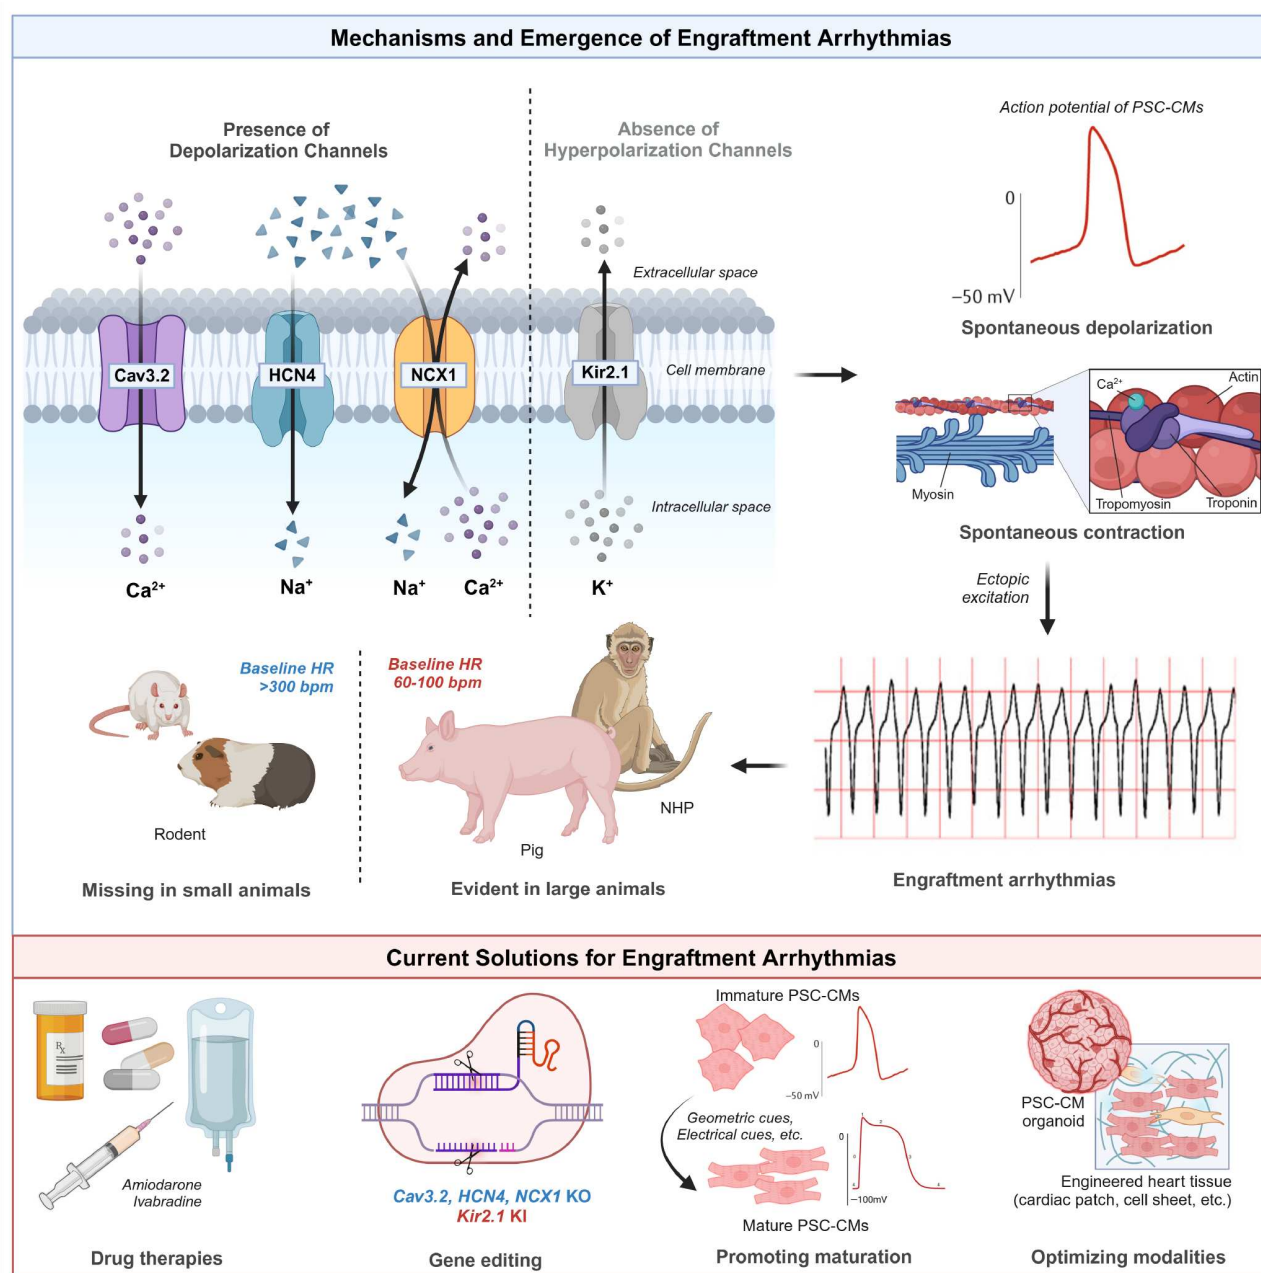 Mechanisms and Emergence of Engraftment Arrhythmias
Presence of
Depolarization Channels
Absence of
Hyperpolarization Channels
Action potential of PSC-CMs
0
−50 mV
Spontaneous depolarization
Extracellular space
Cav3.2
HCN4
NCX1
Kir2.1
Cell membrane
Intracellular space
Ca²⁺
Na⁺
Na⁺
Ca²⁺
K⁺
Ca²⁺
Actin
Myosin
Tropomyosin
Troponin
Spontaneous contraction
Ectopic
excitation
Baseline HR
>300 bpm
Baseline HR
60-100 bpm
Rodent
Pig
NHP
Missing in small animals
Evident in large animals
Engraftment arrhythmias
Current Solutions for Engraftment Arrhythmias
Rx
Amiodarone
Ivabradine
Drug therapies
Cav3.2, HCN4, NCX1 KO
Kir2.1 KI
Gene editing
Immature PSC-CMs
0
−50 mV
Geometric cues,
Electrical cues, etc.
0
1
2
3
4
4
−100mV
Mature PSC-CMs
Promoting maturation
PSC-CM
organoid
Engineered heart tissue
(cardiac patch, cell sheet, etc.)
Optimizing modalities